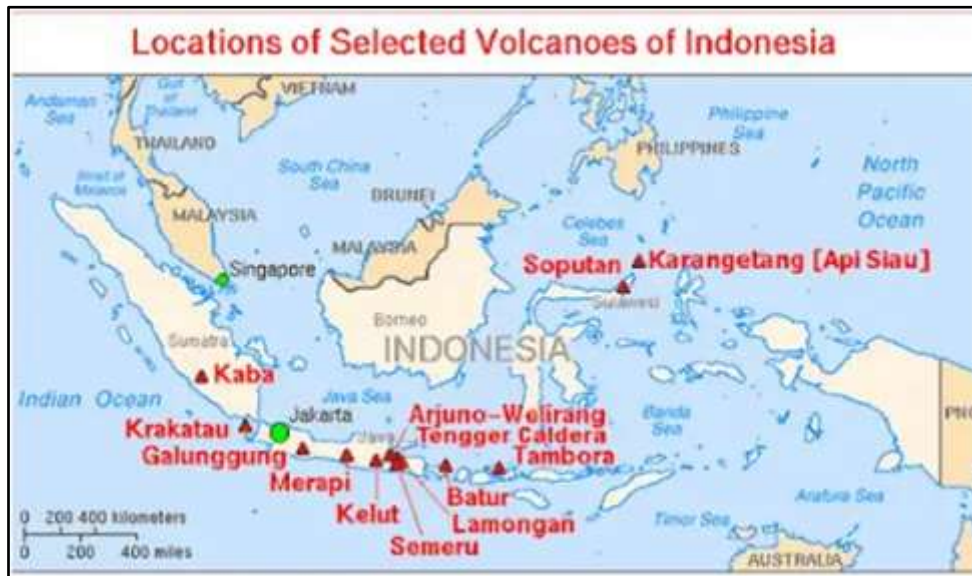 Locations of Selected Volcanoes of Indonesia
Andaman
Sea
Gulf
of
Thailand
VIETNAM
THAILAND
Strait of
Malacca
South China
Sea
Philippine
Sea
PHILIPPINES
North
Pacific
Ocean
BRUNEI
MALAYSIA
MALAYSIA
Celebes
Sea
Singapore
Soputan
Karangetang [Api Siau]
Sulawesi
Sumatra
Borneo
INDONESIA
Kaba
Indian Ocean
Java Sea
Jakarta
Krakatau
Java
Arjuno-Welirang
Tengger Caldera
Banda
Sea
Galunggung
Tambora
Merapi
Batur
Kelut
Lamongan
Semeru
Arafura Sea
Timor Sea
AUSTRALIA
0 200 400 kilometers
0 200 400 miles